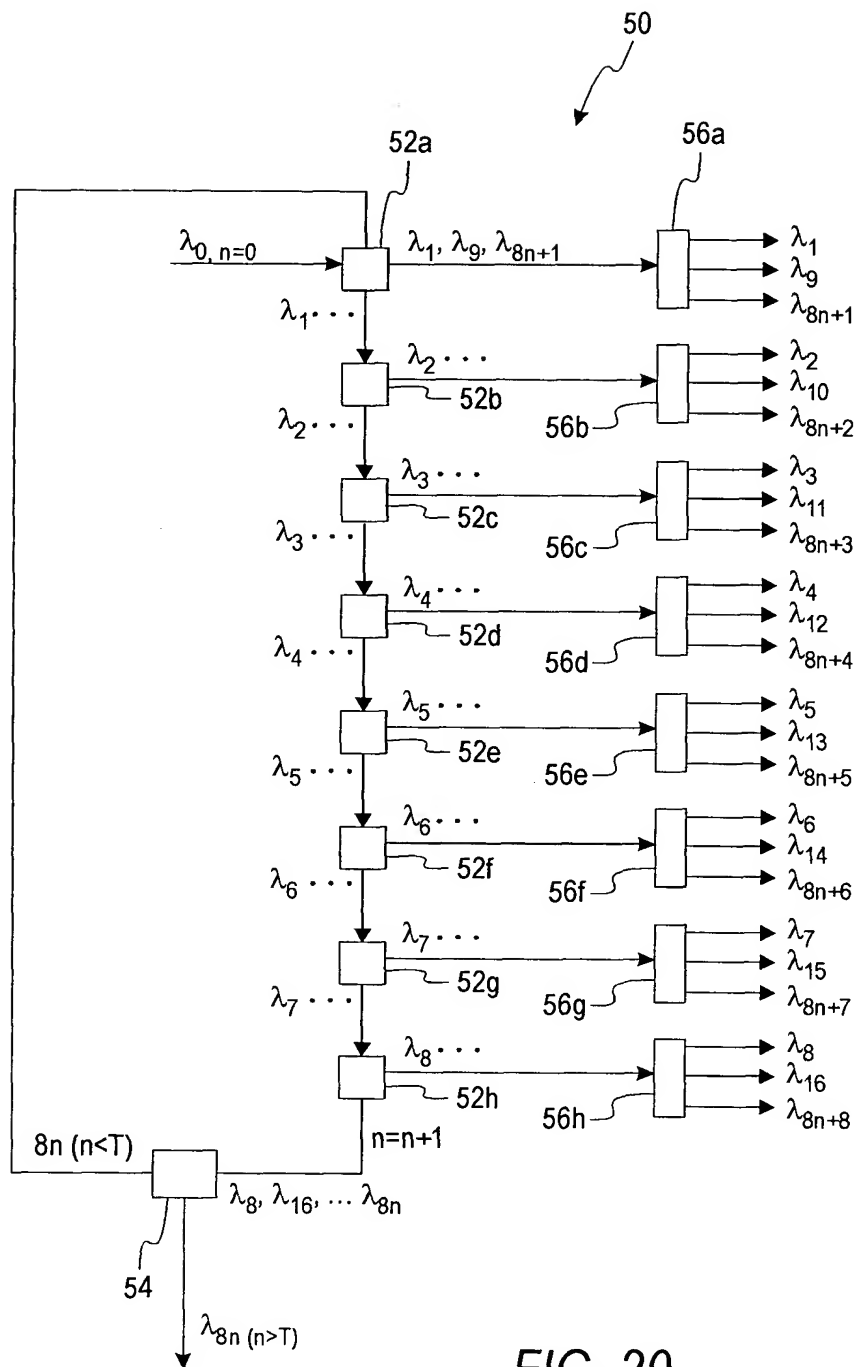 50
52a
56a
λ0, n=0
λ1, λ9, λ8n+1
λ1
λ9
λ8n+1
λ1 • • •
λ2 • • •
52b
56b
λ2
λ10
λ8n+2
λ2 • • •
λ3 • • •
52c
56c
λ3
λ11
λ8n+3
λ3 • • •
λ4 • • •
52d
56d
λ4
λ12
λ8n+4
λ4 • • •
λ5 • • •
52e
56e
λ5
λ13
λ8n+5
λ5 • • •
λ6 • • •
52f
56f
λ6
λ14
λ8n+6
λ6 • • •
λ7 • • •
52g
56g
λ7
λ15
λ8n+7
λ7 • • •
λ8 • • •
52h
56h
λ8
λ16
λ8n+8
n=n+1
8n (n<T)
λ8, λ16, ... λ8n
54
λ8n (n>T)
FIG. 20